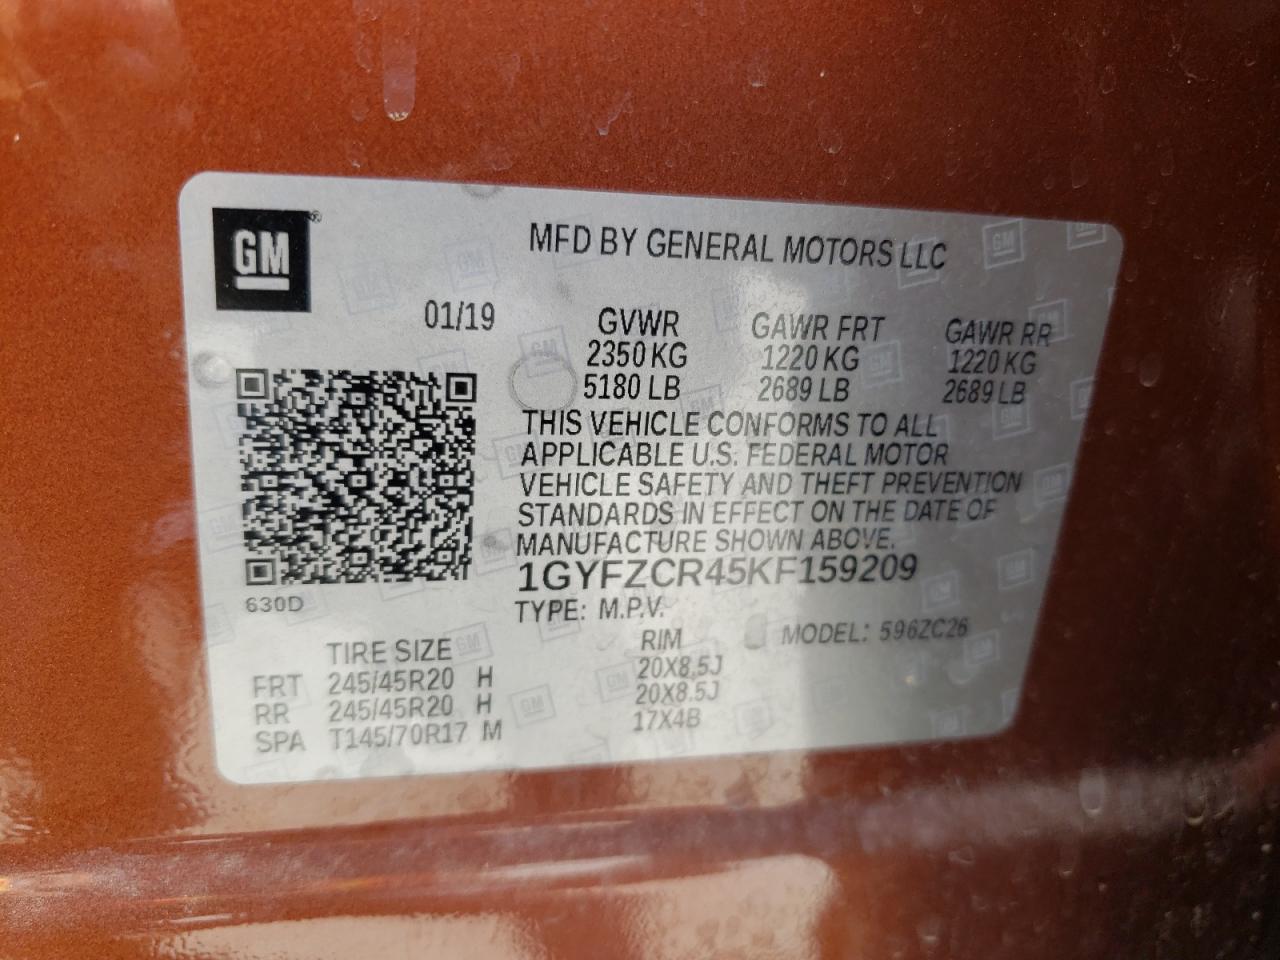 GM®
MFD BY GENERAL MOTORS LLC
01/19
GVWR GAWR FRT GAWR RR
2350 KG 1220 KG 1220 KG
5180 LB 2689 LB 2689 LB
THIS VEHICLE CONFORMS TO ALL
APPLICABLE U.S. FEDERAL MOTOR
VEHICLE SAFETY AND THEFT PREVENTION
STANDARDS IN EFFECT ON THE DATE OF
MANUFACTURE SHOWN ABOVE.
1GYFZCR45KF159209
630D
TYPE: M.P.V. MODEL: 596ZC26
TIRE SIZE RIM
FRT 245/45R20 H 20X8.5J
RR 245/45R20 H 20X8.5J
SPA T145/70R17 M 17X4B